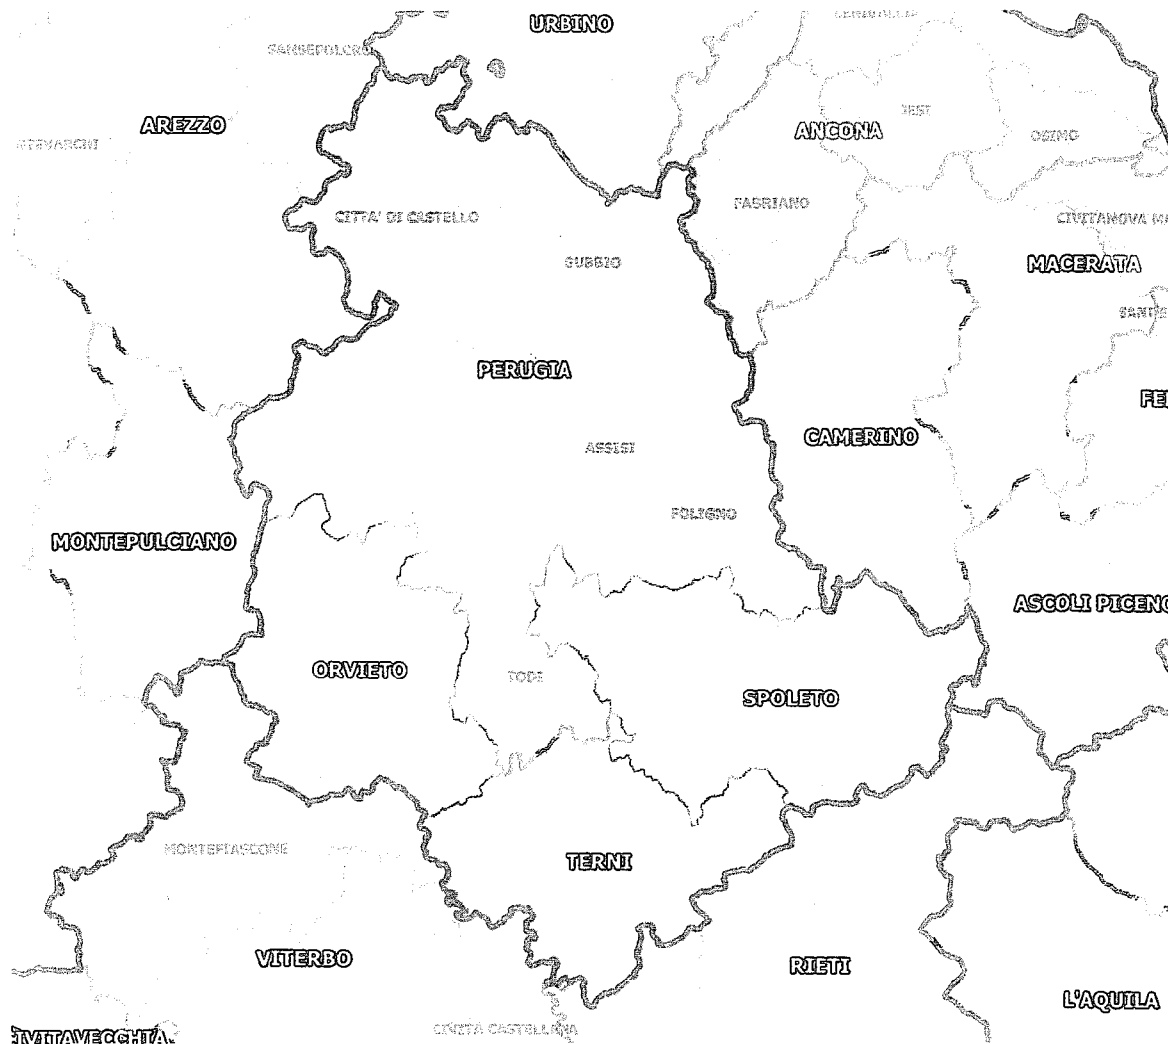 URBINO
SANSEPOLCRO
AREZZO
ANCONA
JESI
OSIMO
FABRIANO
CITTA' DI CASTELLO
CIVITANOVA MA
GUBBIO
MACERATA
PERUGIA
CAMERINO
ASSISI
FOLIGNO
MONTEPULCIANO
ASCOLI PICENO
ORVIETO
TODI
SPOLETO
MONTEFIASCONE
TERNI
VITERBO
RIETI
L'AQUILA
CIVITA CASTELLANA